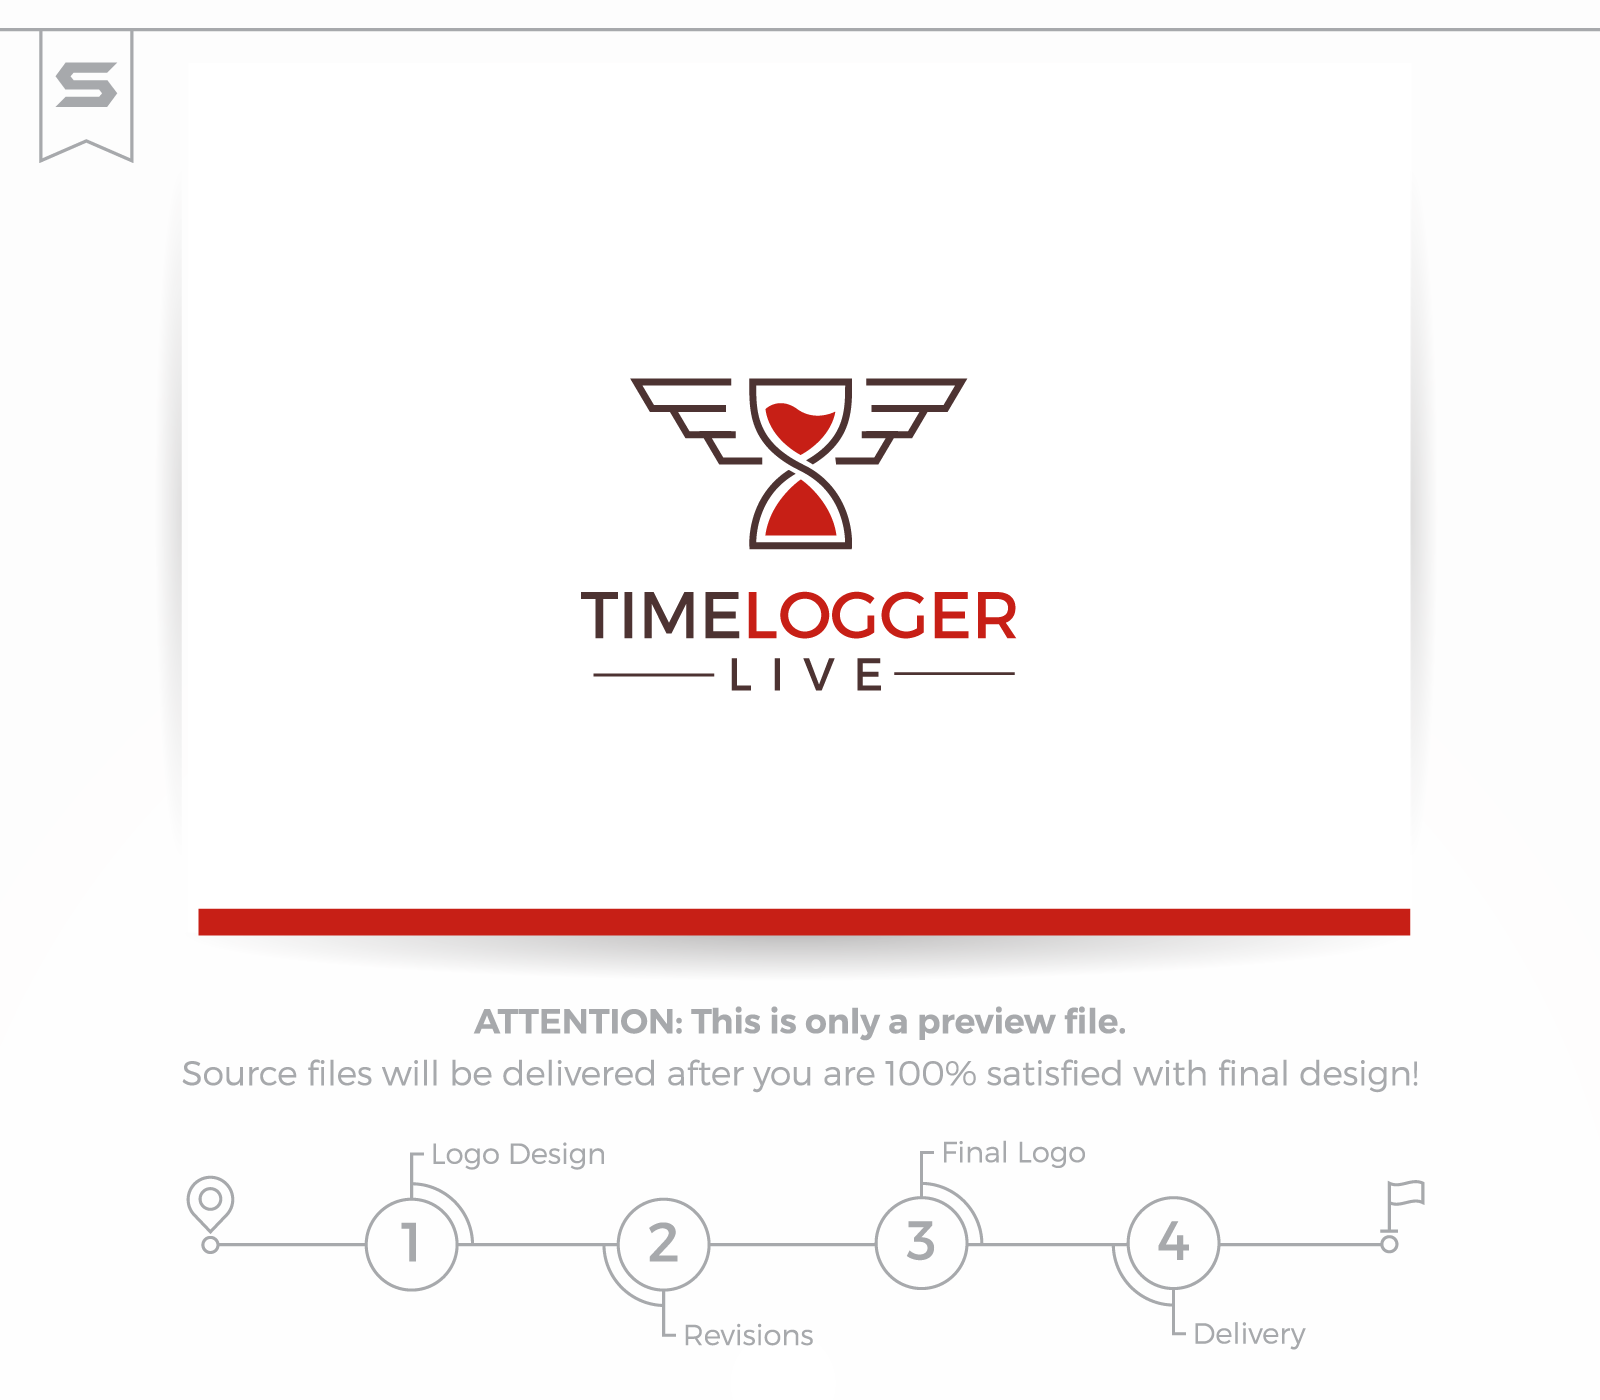 S
TIMELOGGER
LIVE
ATTENTION: This is only a preview file.
Source files will be delivered after you are 100% satisfied with final design!
Logo Design
Final Logo
1
2
3
4
Revisions
Delivery